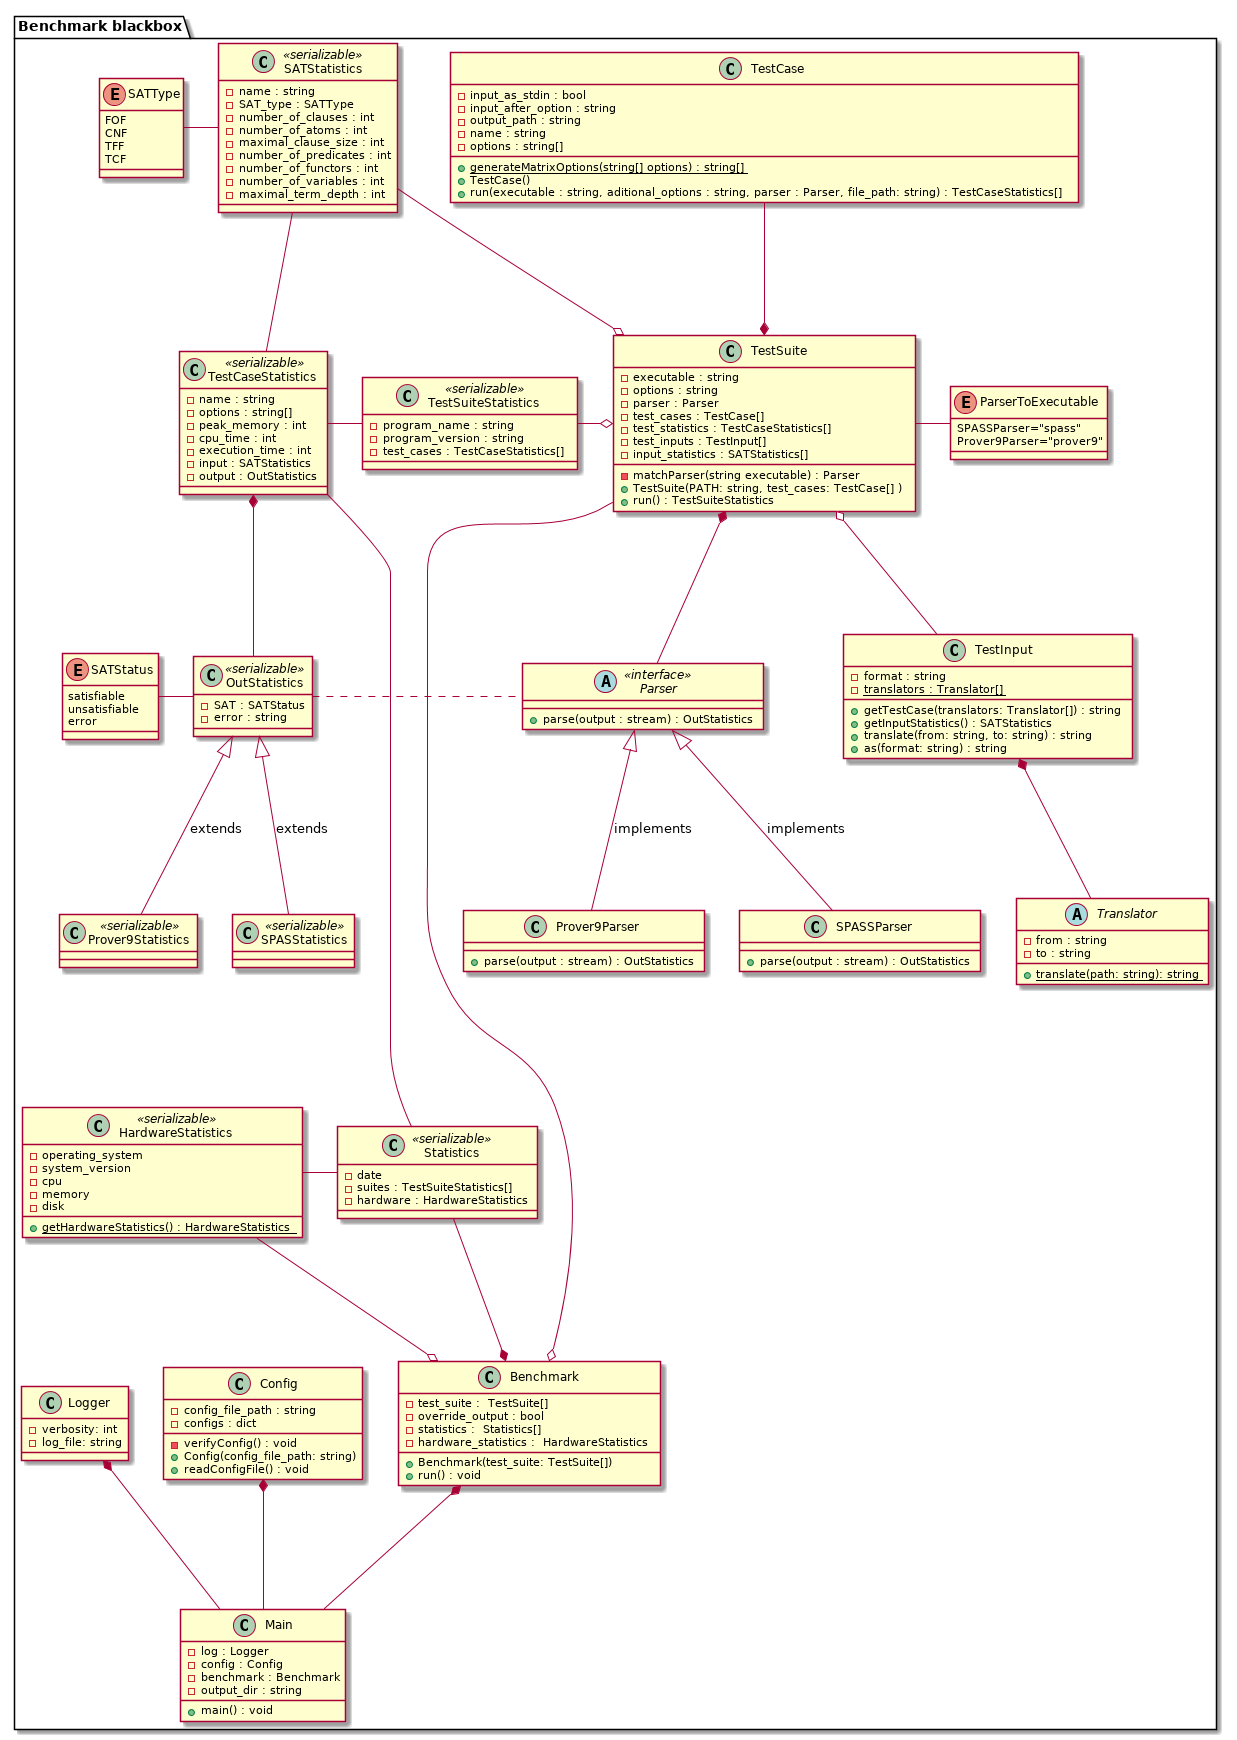 Benchmark blackbox
E SATType
FOF
CNF
TFF
TCF
C «serializable»
SATStatistics
name : string
SAT_type : SATType
number_of_clauses : int
number_of_atoms : int
maximal_clause_size : int
number_of_predicates : int
number_of_functors : int
number_of_variables : int
maximal_term_depth : int
C TestCase
input_as_stdin : bool
input_after_option : string
output_path : string
name : string
options : string[]
generateMatrixOptions(string[] options) : string[]
TestCase()
run(executable : string, aditional_options : string, parser : Parser, file_path: string) : TestCaseStatistics[]
C «serializable»
TestCaseStatistics
name : string
options : string[]
peak_memory : int
cpu_time : int
execution_time : int
input : SATStatistics
output : OutStatistics
C «serializable»
TestSuiteStatistics
program_name : string
program_version : string
test_cases : TestCaseStatistics[]
C TestSuite
executable : string
options : string
parser : Parser
test_cases : TestCase[]
test_statistics : TestCaseStatistics[]
test_inputs : TestInput[]
input_statistics : SATStatistics[]
matchParser(string executable) : Parser
TestSuite(PATH: string, test_cases: TestCase[] )
run() : TestSuiteStatistics
E ParserToExecutable
SPASSParser="spass"
Prover9Parser="prover9"
E SATStatus
satisfiable
unsatisfiable
error
C «serializable»
OutStatistics
SAT : SATStatus
error : string
A «interface»
Parser
parse(output : stream) : OutStatistics
C TestInput
format : string
translators : Translator[]
getTestCase(translators: Translator[]) : string
getInputStatistics() : SATStatistics
translate(from: string, to: string) : string
as(format: string) : string
extends
extends
implements
implements
C «serializable»
Prover9Statistics
C «serializable»
SPASStatistics
C Prover9Parser
parse(output : stream) : OutStatistics
C SPASSParser
parse(output : stream) : OutStatistics
A Translator
from : string
to : string
translate(path: string): string
C «serializable»
HardwareStatistics
operating_system
system_version
cpu
memory
disk
getHardwareStatistics() : HardwareStatistics
C «serializable»
Statistics
date
suites : TestSuiteStatistics[]
hardware : HardwareStatistics
C Logger
verbosity: int
log_file: string
C Config
config_file_path : string
configs : dict
verifyConfig() : void
Config(config_file_path: string)
readConfigFile() : void
C Benchmark
test_suite :  TestSuite[]
override_output : bool
statistics :  Statistics[]
hardware_statistics :  HardwareStatistics
Benchmark(test_suite: TestSuite[])
run() : void
C Main
log : Logger
config : Config
benchmark : Benchmark
output_dir : string
main() : void